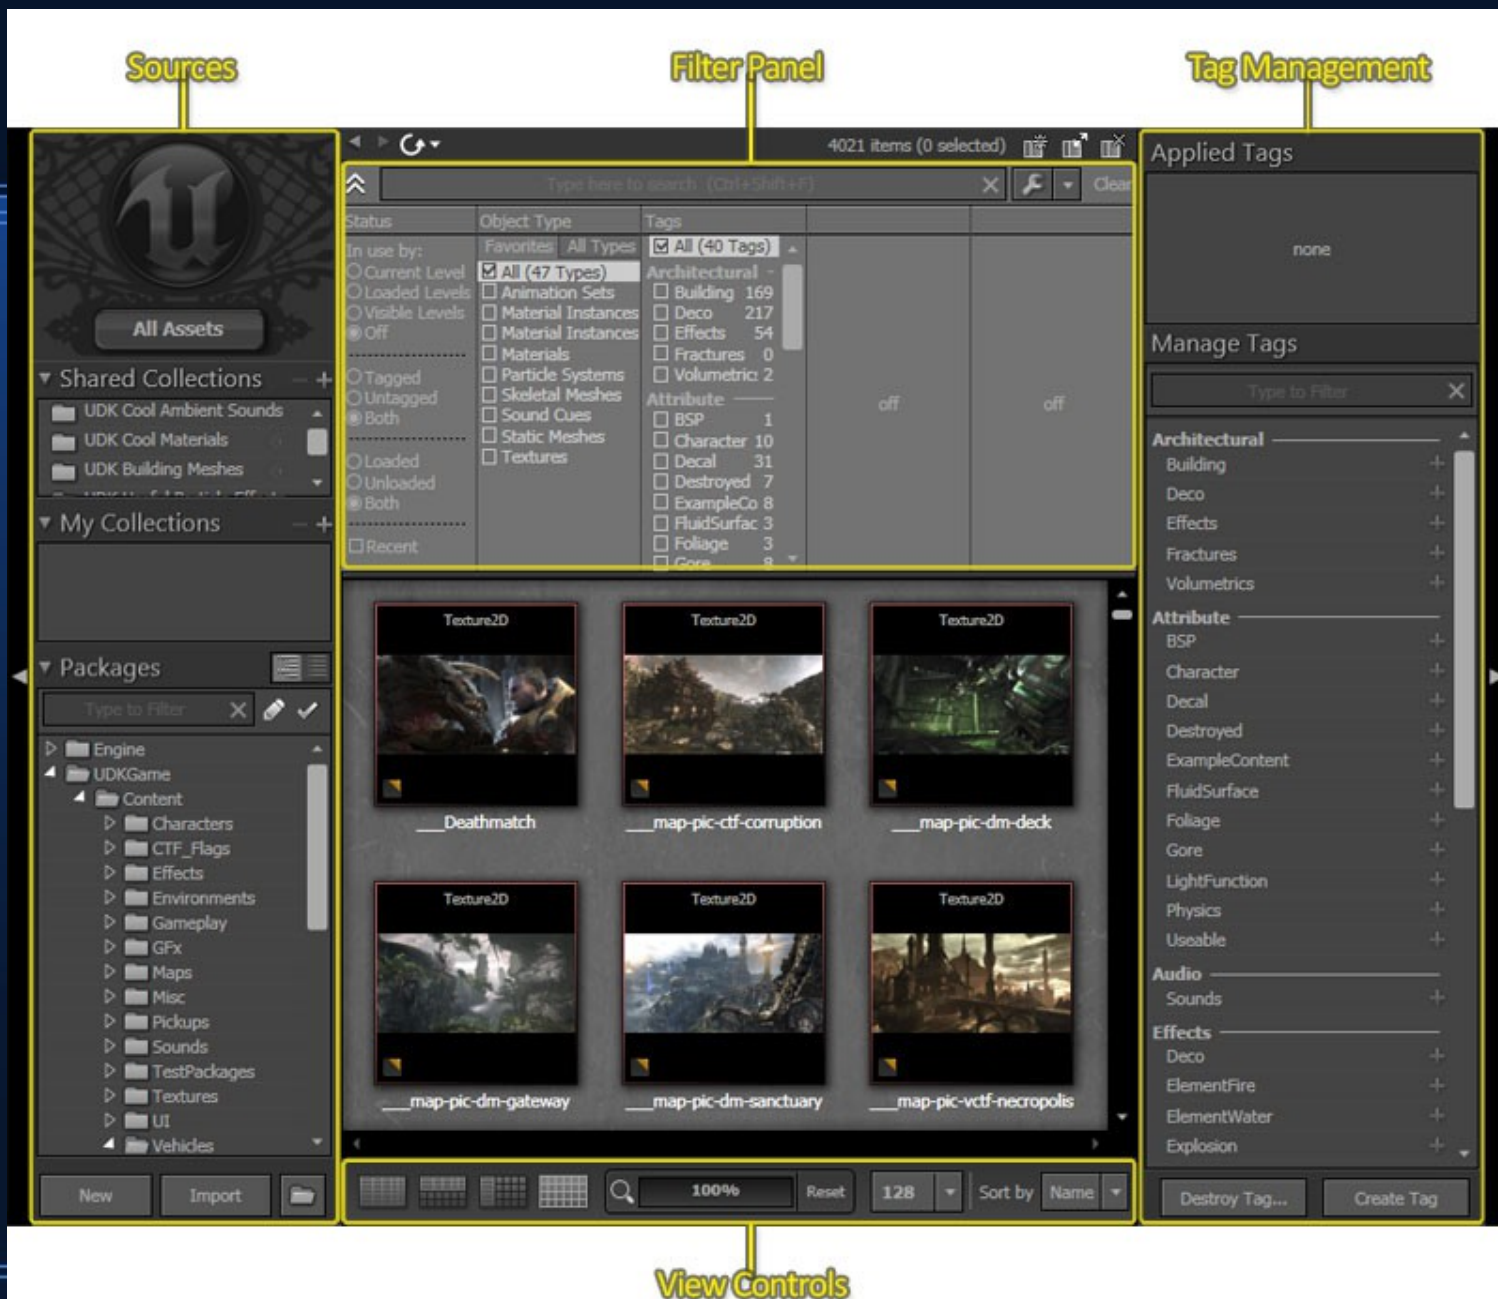 Sources
Filter Panel
Tag Management
All Assets
Shared Collections
UDK Cool Ambient Sounds
UDK Cool Materials
UDK Building Meshes
My Collections
Packages
Type to Filter
Engine
UDKGame
Content
Characters
CTF_Flags
Effects
Environments
Gameplay
GFx
Maps
Misc
Pickups
Sounds
TestPackages
Textures
UI
Vehicles
New Import
4021 items (0 selected)
Type here to search (Ctrl+Shift+F)
Clear
Status
In use by:
Current Level
Loaded Levels
Visible Levels
Off
Tagged
Untagged
Both
Loaded
Unloaded
Both
Recent
Object Type
Favorites All Types
All (47 Types)
Animation Sets
Material Instances
Material Instances
Materials
Particle Systems
Skeletal Meshes
Sound Cues
Static Meshes
Textures
Tags
All (40 Tags)
Architectural
Building 169
Deco 217
Effects 54
Fractures 0
Volumetric: 2
Attribute
BSP 1
Character 10
Decal 31
Destroyed 7
ExampleCo 8
FluidSurfac 3
Foliage 3
Gore 8
off
off
Texture2D Texture2D Texture2D
___Deathmatch ___map-pic-ctf-corruption ___map-pic-dm-deck
Texture2D Texture2D Texture2D
___map-pic-dm-gateway ___map-pic-dm-sanctuary ___map-pic-vctf-necropolis
100% Reset 128 Sort by Name
Applied Tags
none
Manage Tags
Type to Filter
Architectural
Building
Deco
Effects
Fractures
Volumetrics
Attribute
BSP
Character
Decal
Destroyed
ExampleContent
FluidSurface
Foliage
Gore
LightFunction
Physics
Useable
Audio
Sounds
Effects
Deco
ElementFire
ElementWater
Explosion
Destroy Tag... Create Tag
View Controls